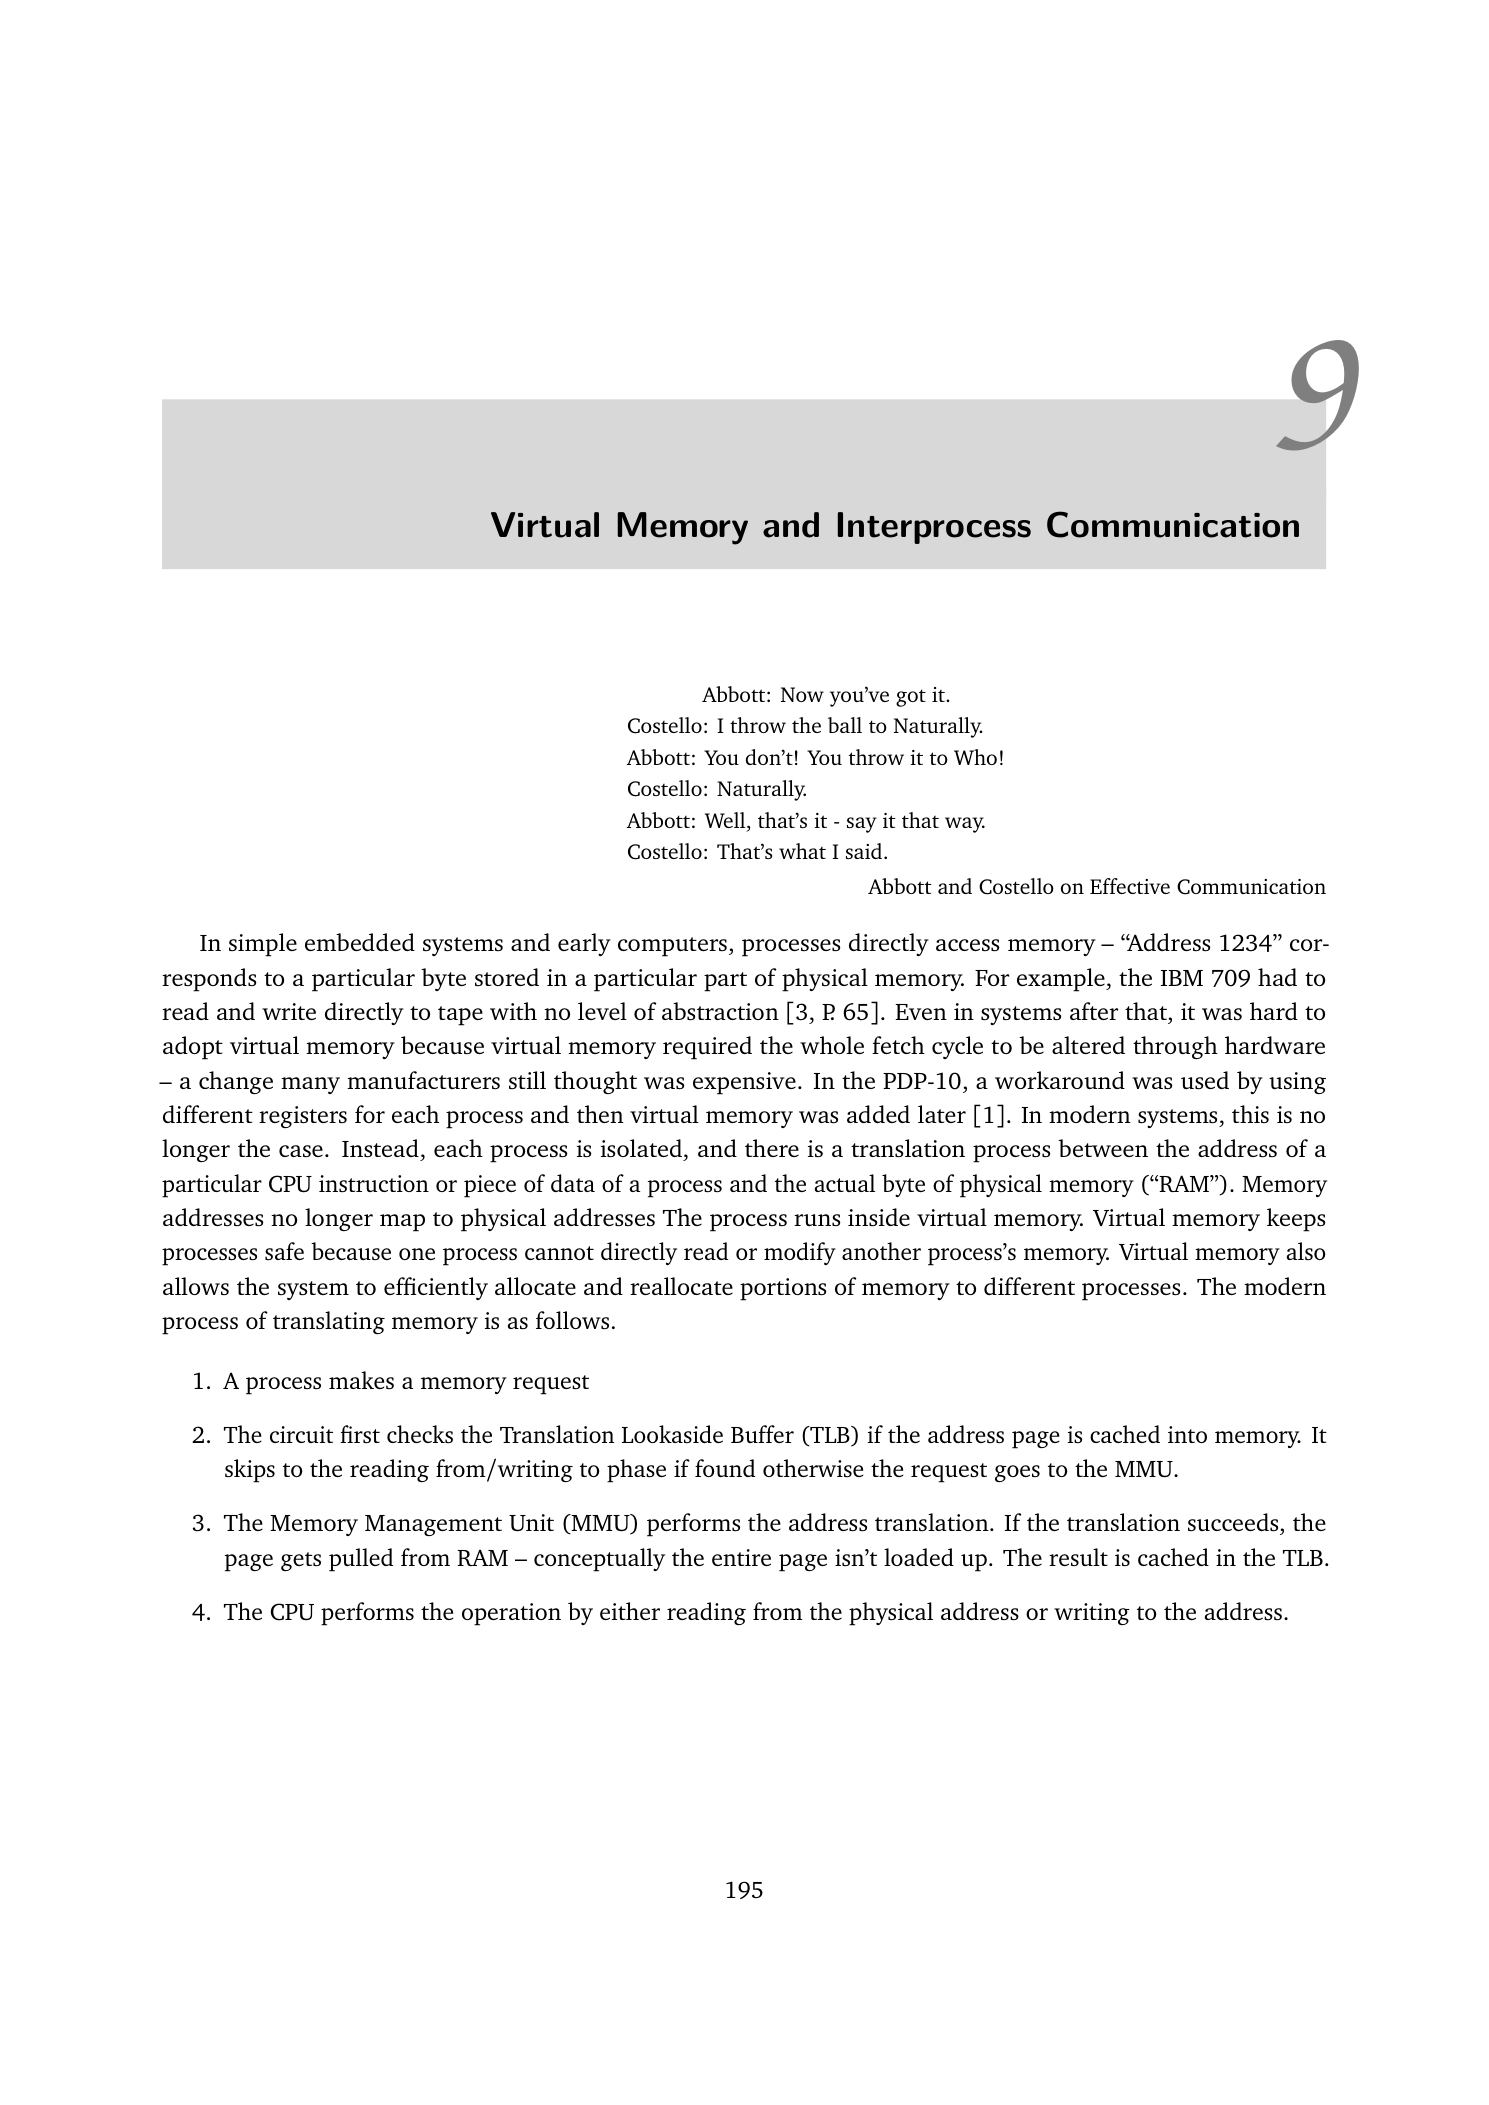 9
Virtual Memory and Interprocess Communication
Abbott: Now you’ve got it.
Costello: I throw the ball to Naturally.
Abbott: You don’t! You throw it to Who!
Costello: Naturally.
Abbott: Well, that’s it - say it that way.
Costello: That’s what I said.
Abbott and Costello on Effective Communication
In simple embedded systems and early computers, processes directly access memory – “Address 1234” cor-
responds to a particular byte stored in a particular part of physical memory. For example, the IBM 709 had to
read and write directly to tape with no level of abstraction [3, P. 65]. Even in systems after that, it was hard to
adopt virtual memory because virtual memory required the whole fetch cycle to be altered through hardware
– a change many manufacturers still thought was expensive. In the PDP-10, a workaround was used by using
different registers for each process and then virtual memory was added later [1]. In modern systems, this is no
longer the case. Instead, each process is isolated, and there is a translation process between the address of a
particular CPU instruction or piece of data of a process and the actual byte of physical memory (“RAM”). Memory
addresses no longer map to physical addresses The process runs inside virtual memory. Virtual memory keeps
processes safe because one process cannot directly read or modify another process’s memory. Virtual memory also
allows the system to efficiently allocate and reallocate portions of memory to different processes. The modern
process of translating memory is as follows.
1. A process makes a memory request
2. The circuit first checks the Translation Lookaside Buffer (TLB) if the address page is cached into memory. It
skips to the reading from/writing to phase if found otherwise the request goes to the MMU.
3. The Memory Management Unit (MMU) performs the address translation. If the translation succeeds, the
page gets pulled from RAM – conceptually the entire page isn’t loaded up. The result is cached in the TLB.
4. The CPU performs the operation by either reading from the physical address or writing to the address.
195